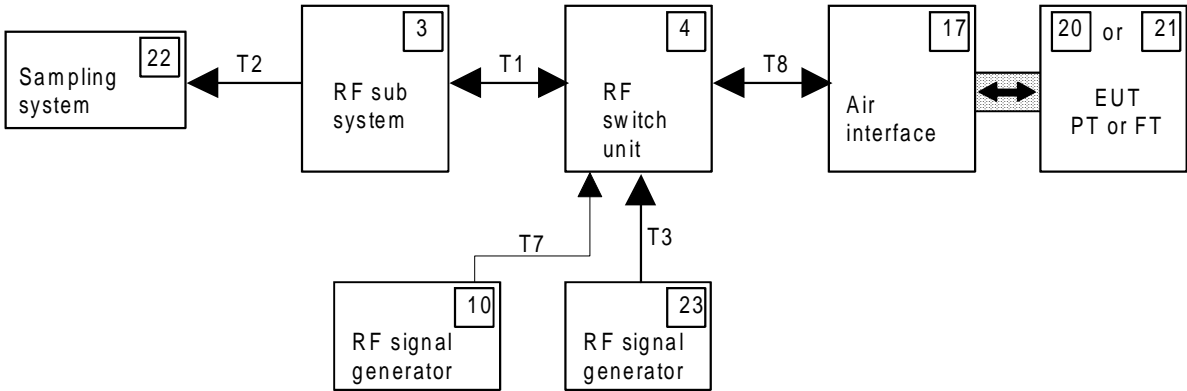 22
Sampling
system
T2
3
RF sub
system
T1
4
RF
switch
unit
T8
17
Air
interface
20 or 21
EUT
PT or FT
T7
T3
10
RF signal
generator
23
RF signal
generator